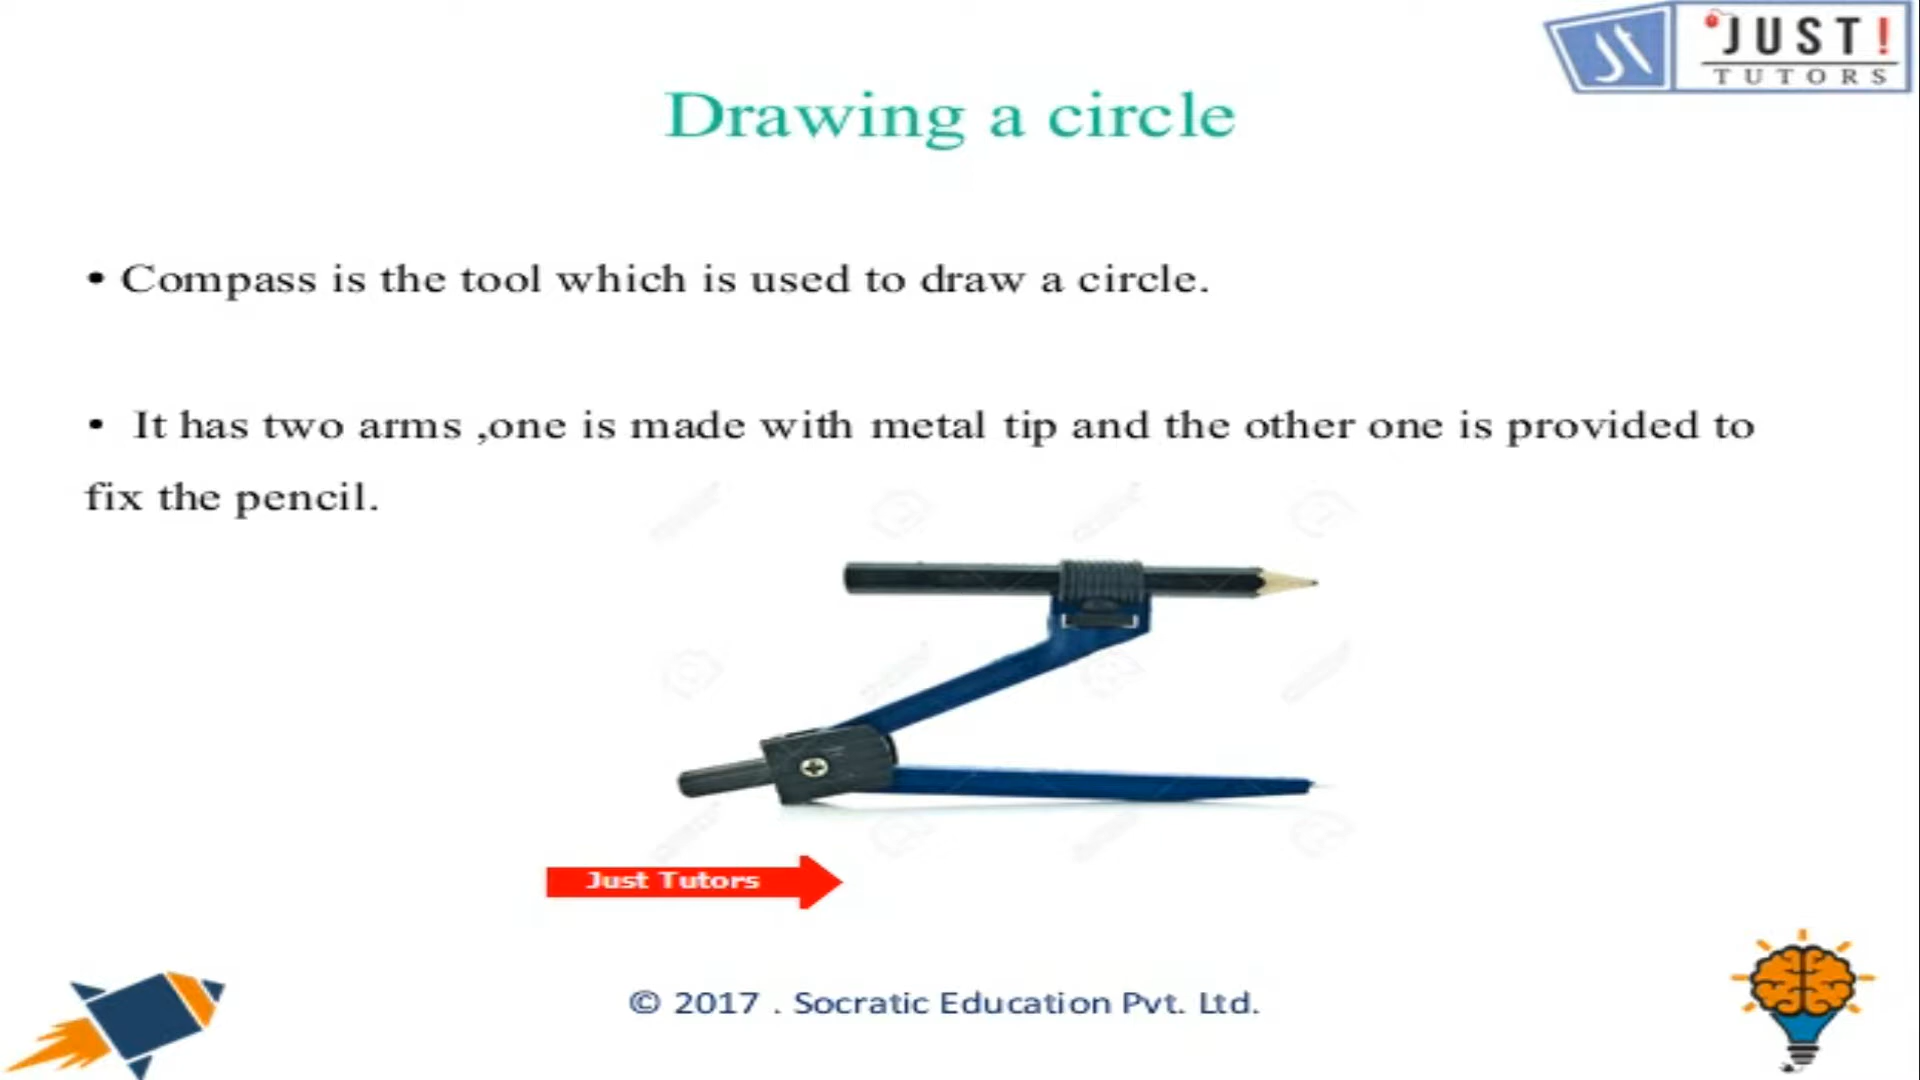 JUST!
TUTORS
Drawing a circle
• Compass is the tool which is used to draw a circle.
• It has two arms ,one is made with metal tip and the other one is provided to
fix the pencil.
Just Tutors
© 2017 . Socratic Education Pvt. Ltd.